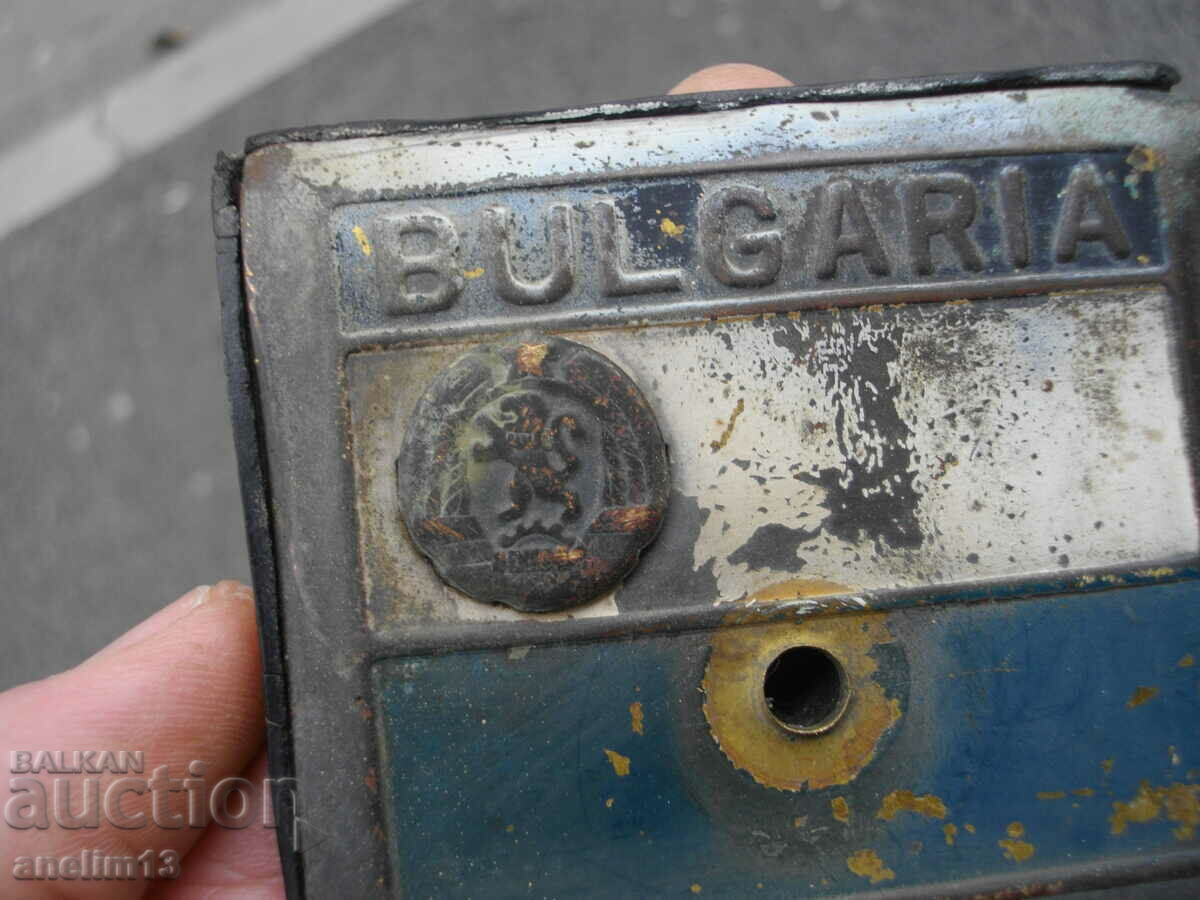 BULGARIA
BALKAN
auction
anelim13